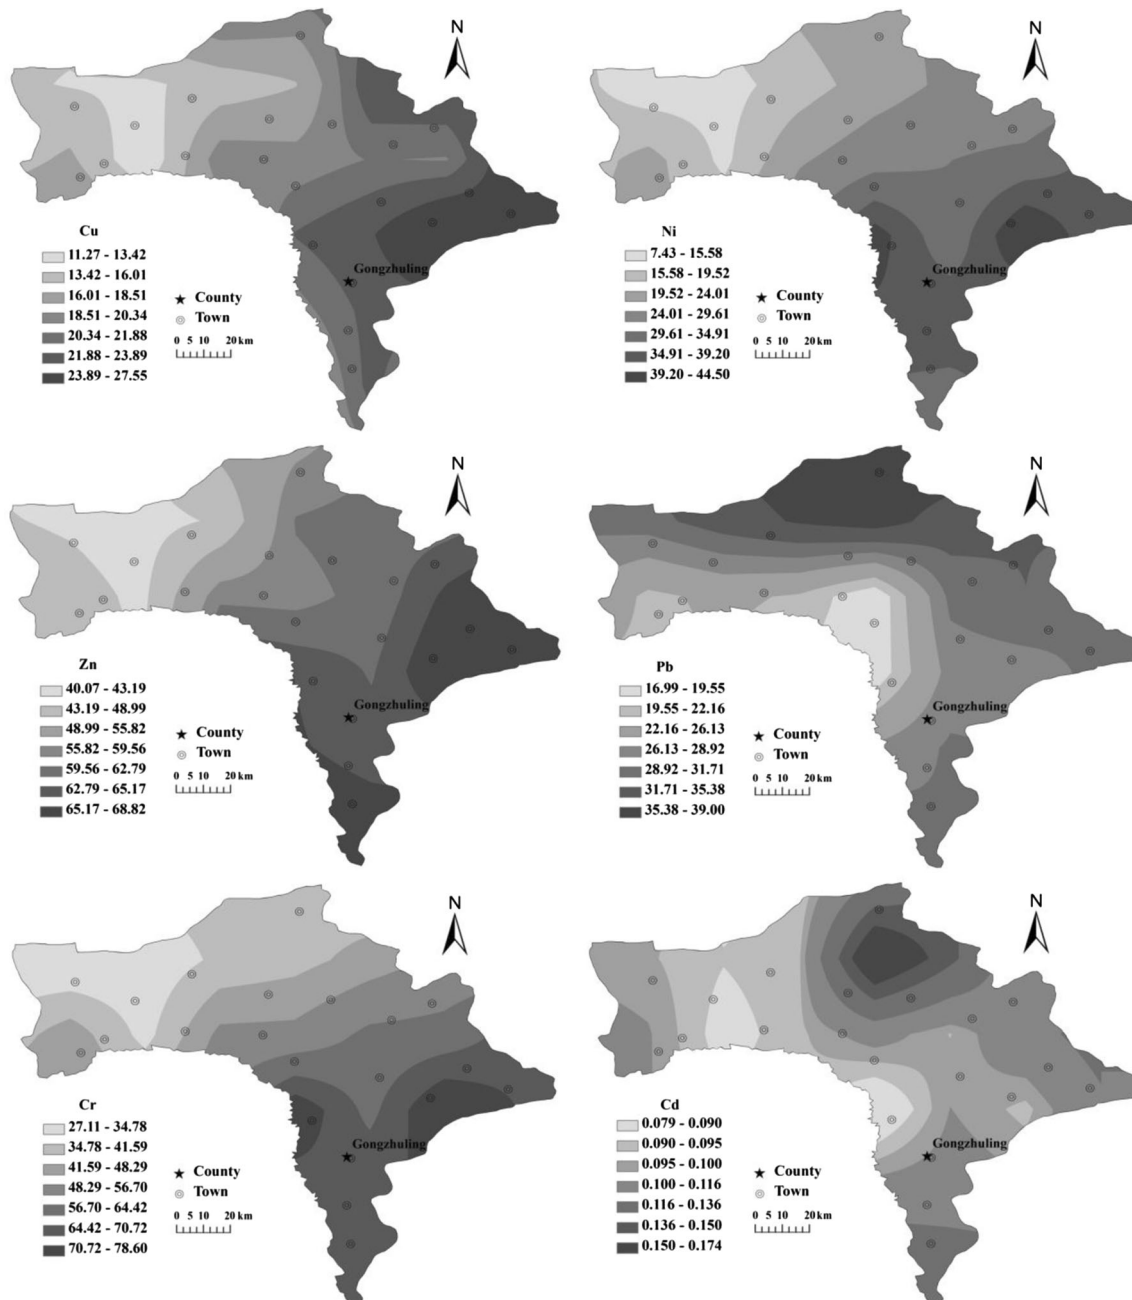 N
Gongzhuling
Cu
11.27 - 13.42
13.42 - 16.01
16.01 - 18.51
18.51 - 20.34
20.34 - 21.88
21.88 - 23.89
23.89 - 27.55
County
Town
0 5 10 20 km
N
Gongzhuling
Ni
7.43 - 15.58
15.58 - 19.52
19.52 - 24.01
24.01 - 29.61
29.61 - 34.91
34.91 - 39.20
39.20 - 44.50
County
Town
0 5 10 20 km
N
Gongzhuling
Zn
40.07 - 43.19
43.19 - 48.99
48.99 - 55.82
55.82 - 59.56
59.56 - 62.79
62.79 - 65.17
65.17 - 68.82
County
Town
0 5 10 20 km
N
Gongzhuling
Pb
16.99 - 19.55
19.55 - 22.16
22.16 - 26.13
26.13 - 28.92
28.92 - 31.71
31.71 - 35.38
35.38 - 39.00
County
Town
0 5 10 20 km
N
Gongzhuling
Cr
27.11 - 34.78
34.78 - 41.59
41.59 - 48.29
48.29 - 56.70
56.70 - 64.42
64.42 - 70.72
70.72 - 78.60
County
Town
0 5 10 20 km
N
Gongzhuling
Cd
0.079 - 0.090
0.090 - 0.095
0.095 - 0.100
0.100 - 0.116
0.116 - 0.136
0.136 - 0.150
0.150 - 0.174
County
Town
0 5 10 20 km